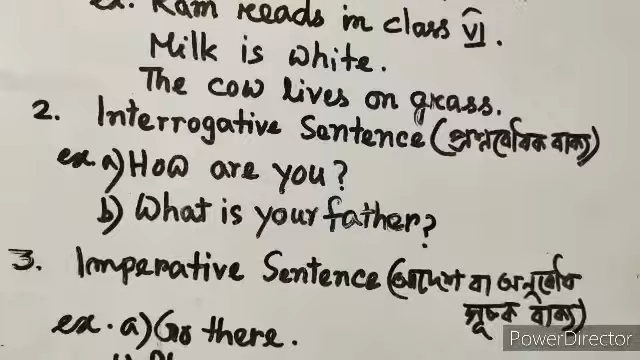 ex. Ram reads in class VI.
Milk is white.
The cow lives on grass.
2. Interrogative Sentence (প্রশ্নবোধক বাক্য)
ex. a) How are you?
b) What is your father?
3. Imperative Sentence (আদেশ বা অনুরোধ
সূচক বাক্য)
ex. a) Go there.
PowerDirector